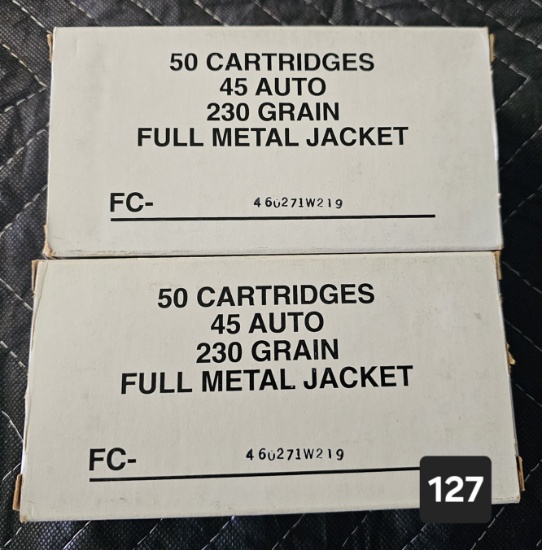 50 CARTRIDGES
45 AUTO
230 GRAIN
FULL METAL JACKET
FC- 460271W219
50 CARTRIDGES
45 AUTO
230 GRAIN
FULL METAL JACKET
FC- 460271W219
127